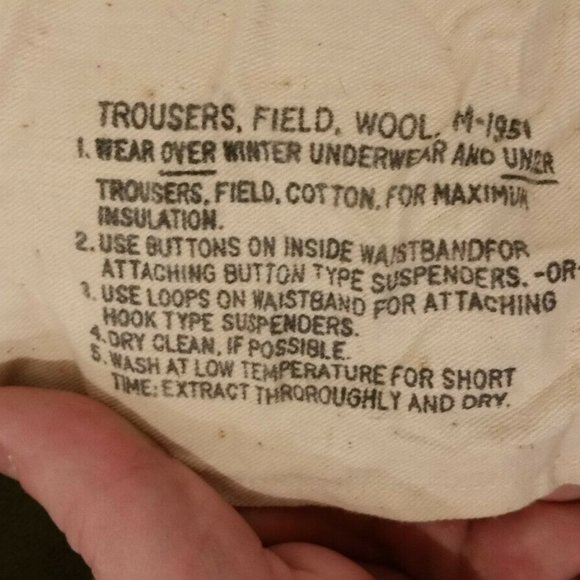 TROUSERS, FIELD, WOOL, M-1951
1. WEAR OVER WINTER UNDERWEAR AND UNER
TROUSERS, FIELD, COTTON, FOR MAXIMUM
INSULATION.
2. USE BUTTONS ON INSIDE WAISTBANDFOR
ATTACHING BUTTON TYPE SUSPENDERS. -OR-
3. USE LOOPS ON WAISTBAND FOR ATTACHING
HOOK TYPE SUSPENDERS.
4. DRY CLEAN, IF POSSIBLE.
5. WASH AT LOW TEMPERATURE FOR SHORT
TIME; EXTRACT THROROUGHLY AND DRY.